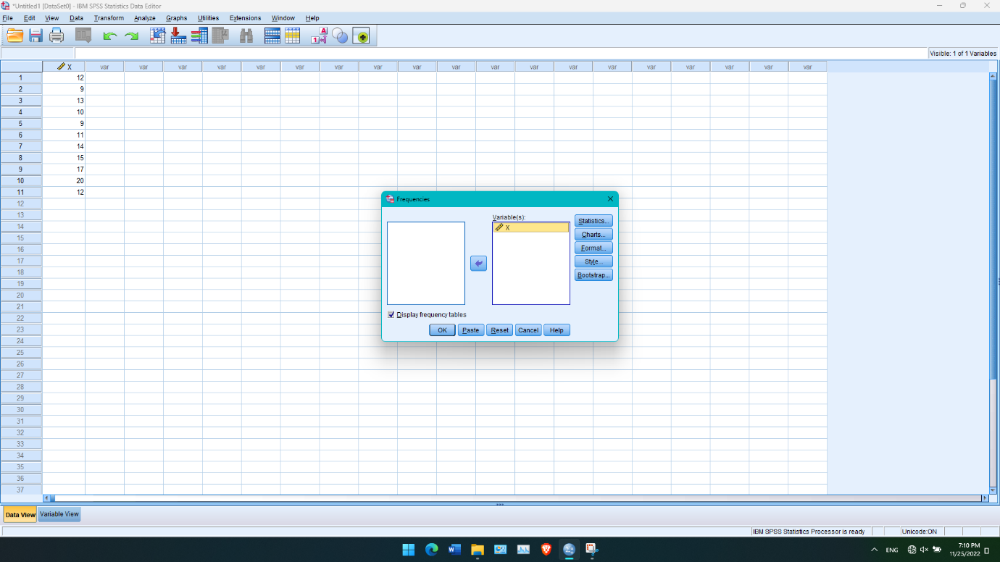 *Untitled1 [DataSet0] - IBM SPSS Statistics Data Editor
File Edit View Data Transform Analyze Graphs Utilities Extensions Window Help
Visible: 1 of 1 Variables
X var var var var var var var var var var var var var var var var var var var
1 12
2 9
3 13
4 10
5 9
6 11
7 14
8 15
9 17
10 20
11 12
12
13
14
15
16
17
18
19
20
21
22
23
24
25
26
27
28
29
30
31
32
33
34
35
36
37
Frequencies
Variable(s):
X
Statistics...
Charts...
Format...
Style...
Bootstrap...
Display frequency tables
OK Paste Reset Cancel Help
Data View Variable View
IBM SPSS Statistics Processor is ready Unicode:ON
ENG 7:10 PM
11/25/2022